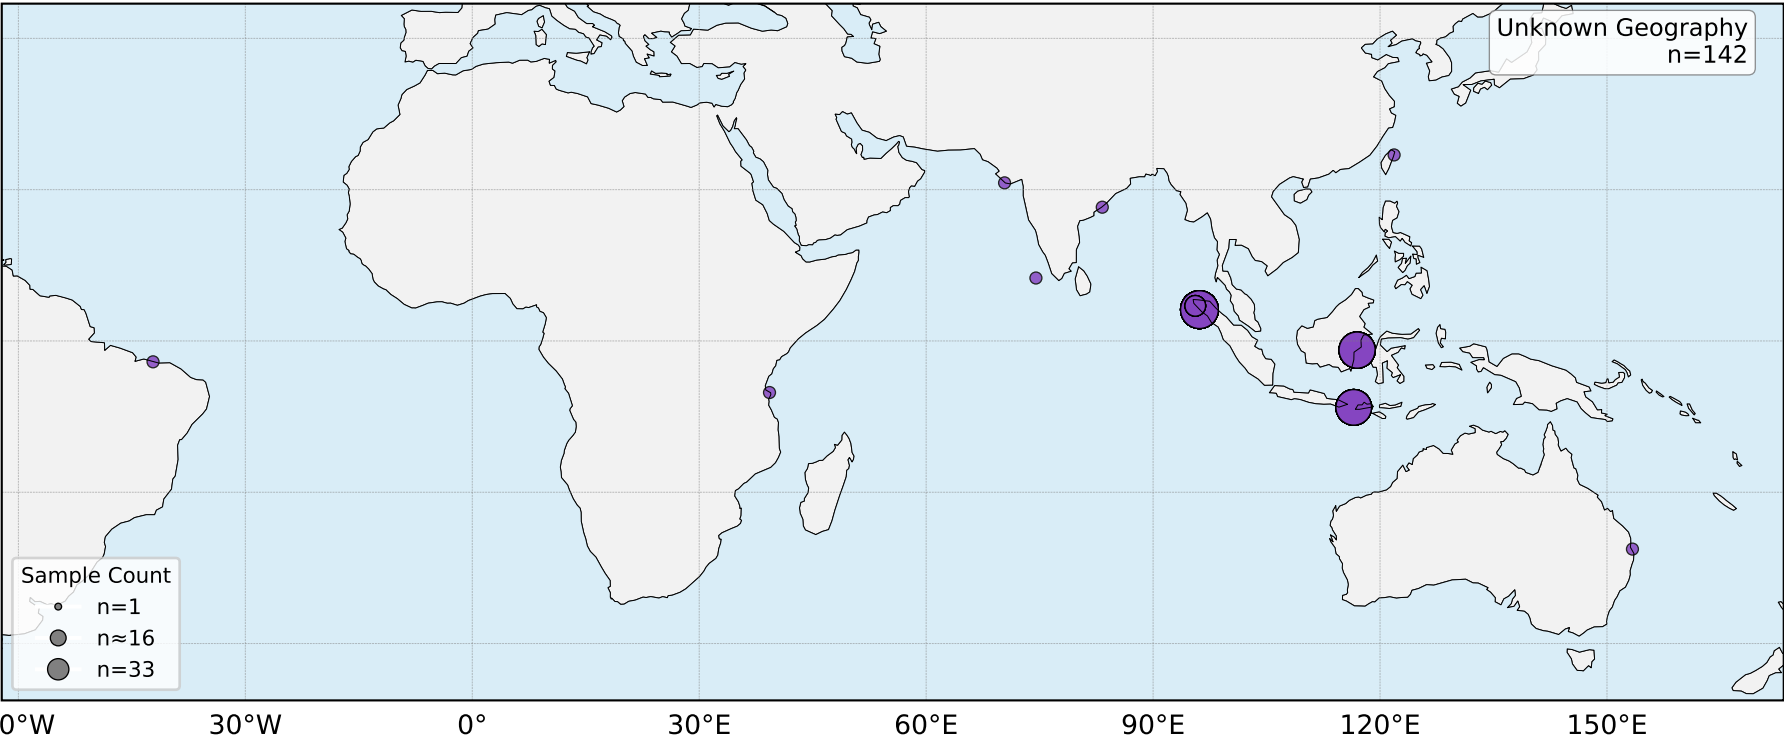 Unknown Geography
n=142
Sample Count
n=1
n≈16
n=33
0°W 30°W 0° 30°E 60°E 90°E 120°E 150°E